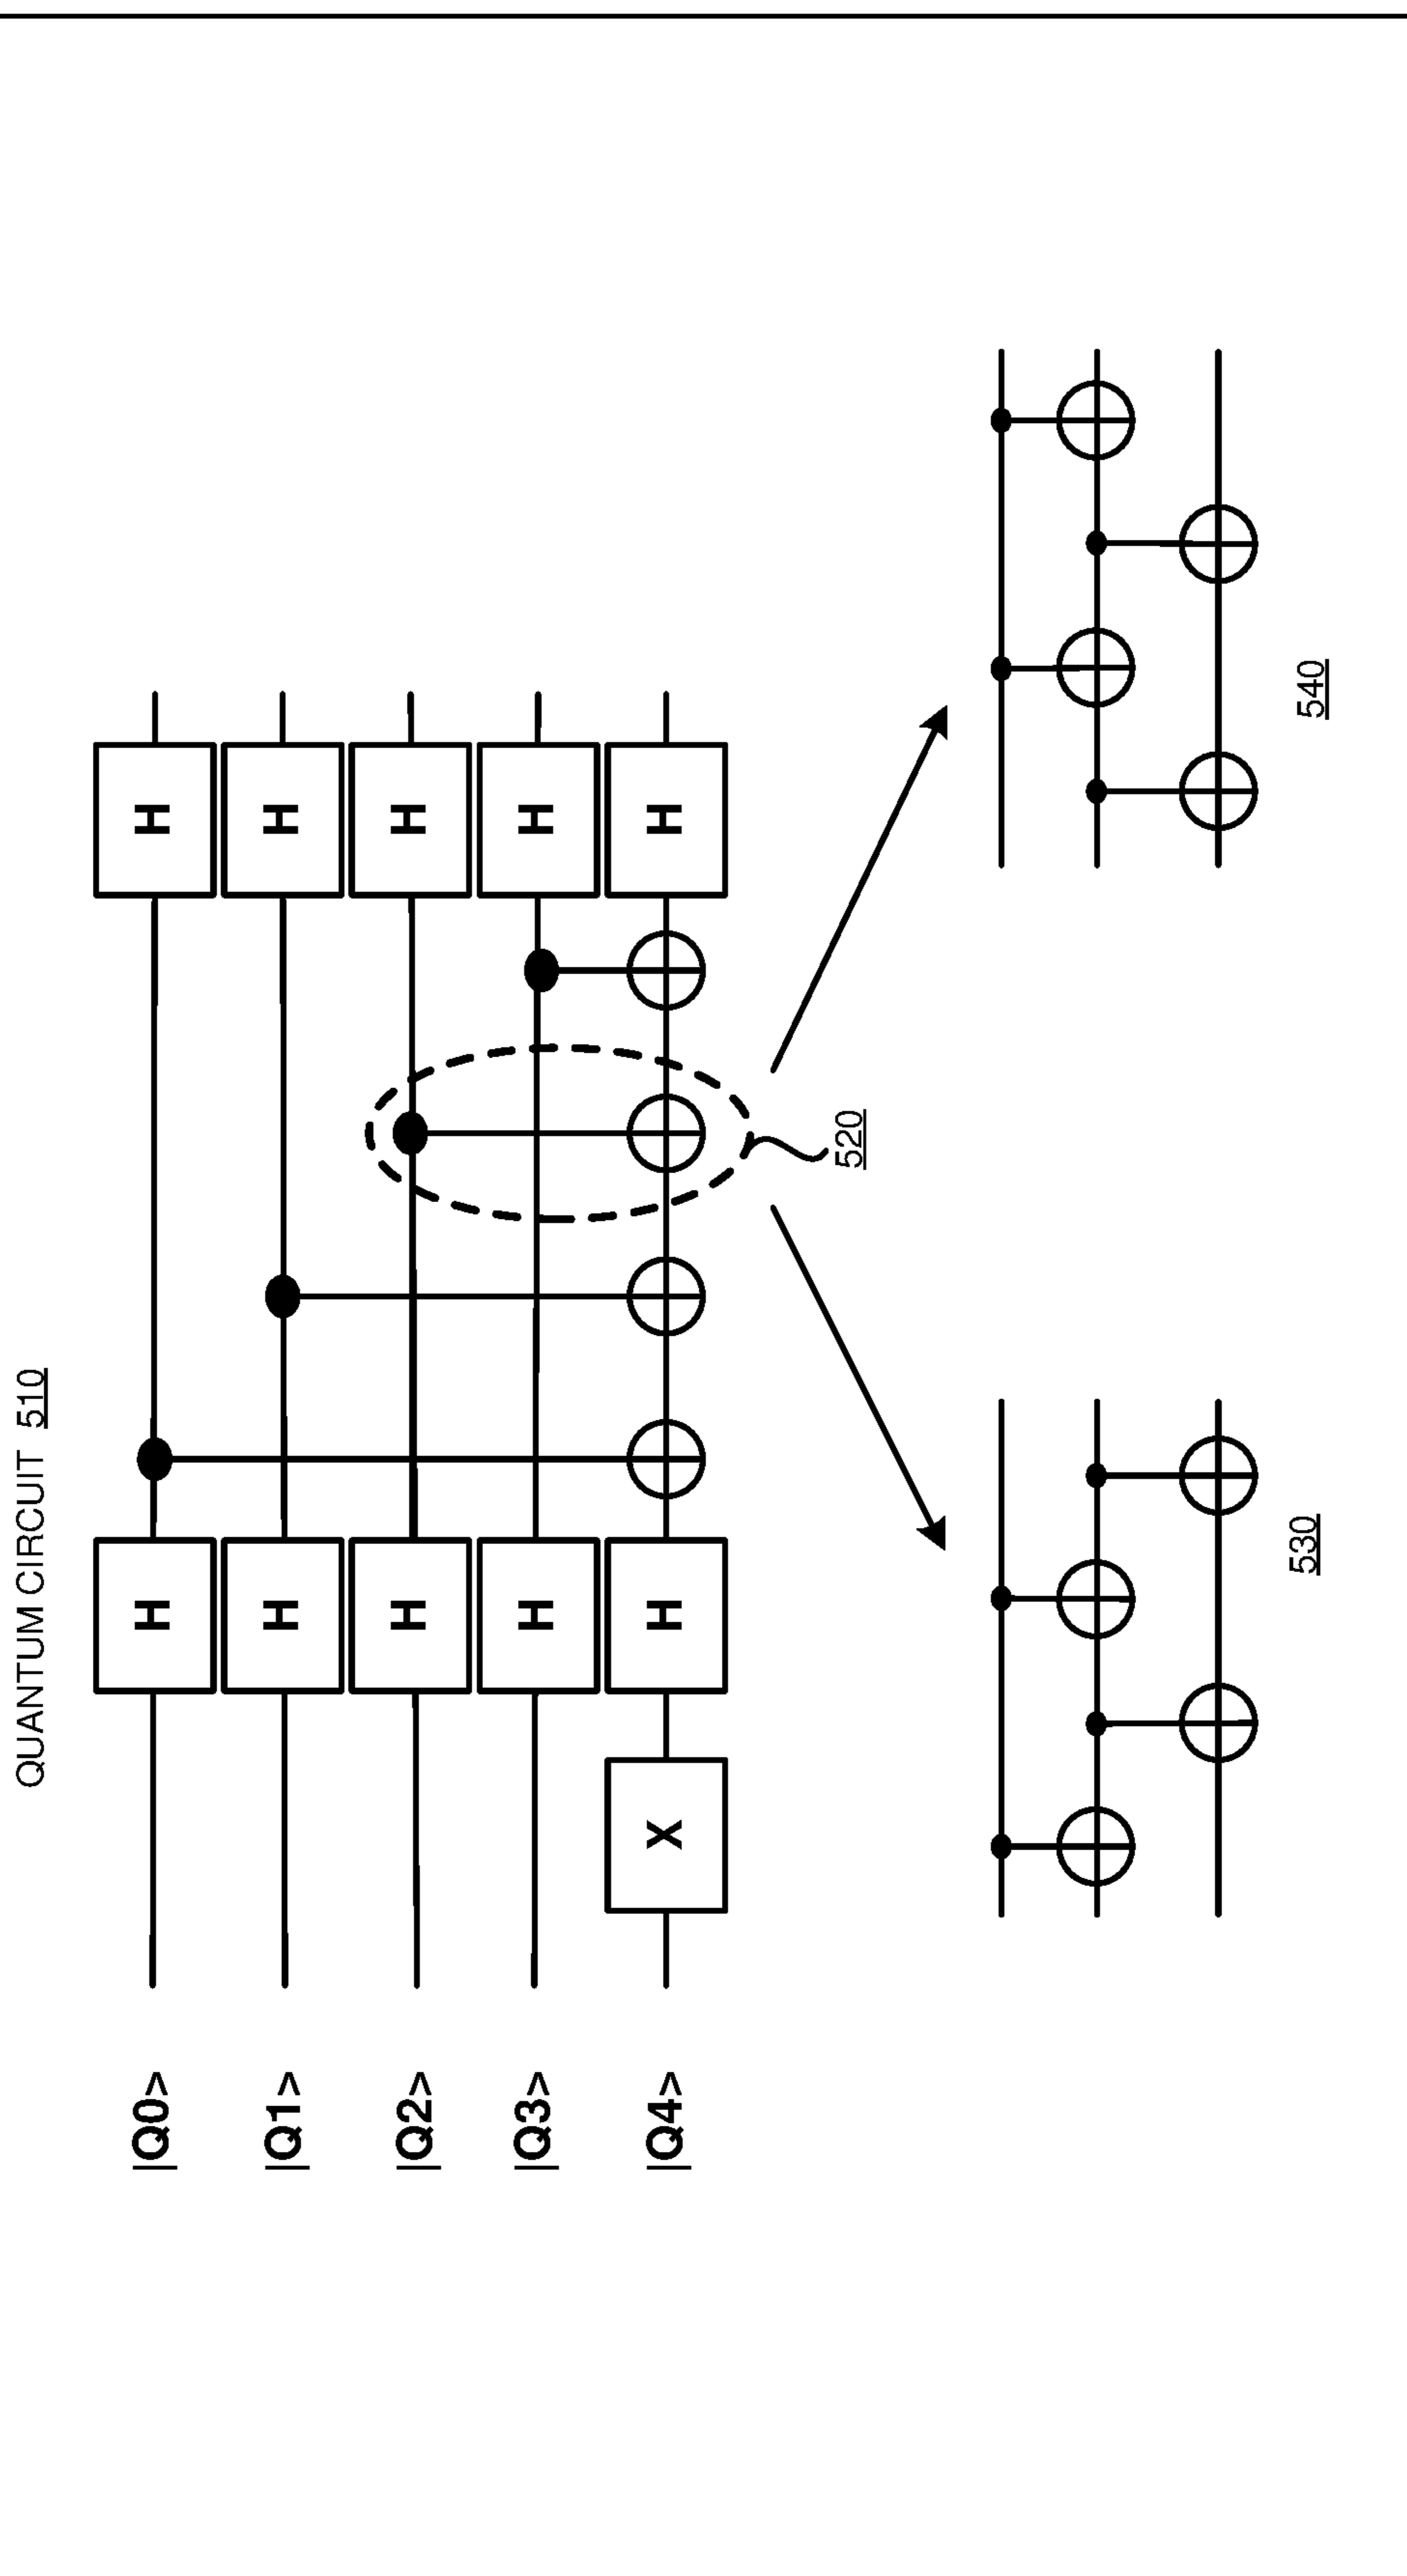 QUANTUM CIRCUIT 510
|Q0> H H
|Q1> H H
|Q2> H H
|Q3> H H
|Q4> X H H
520
530 540